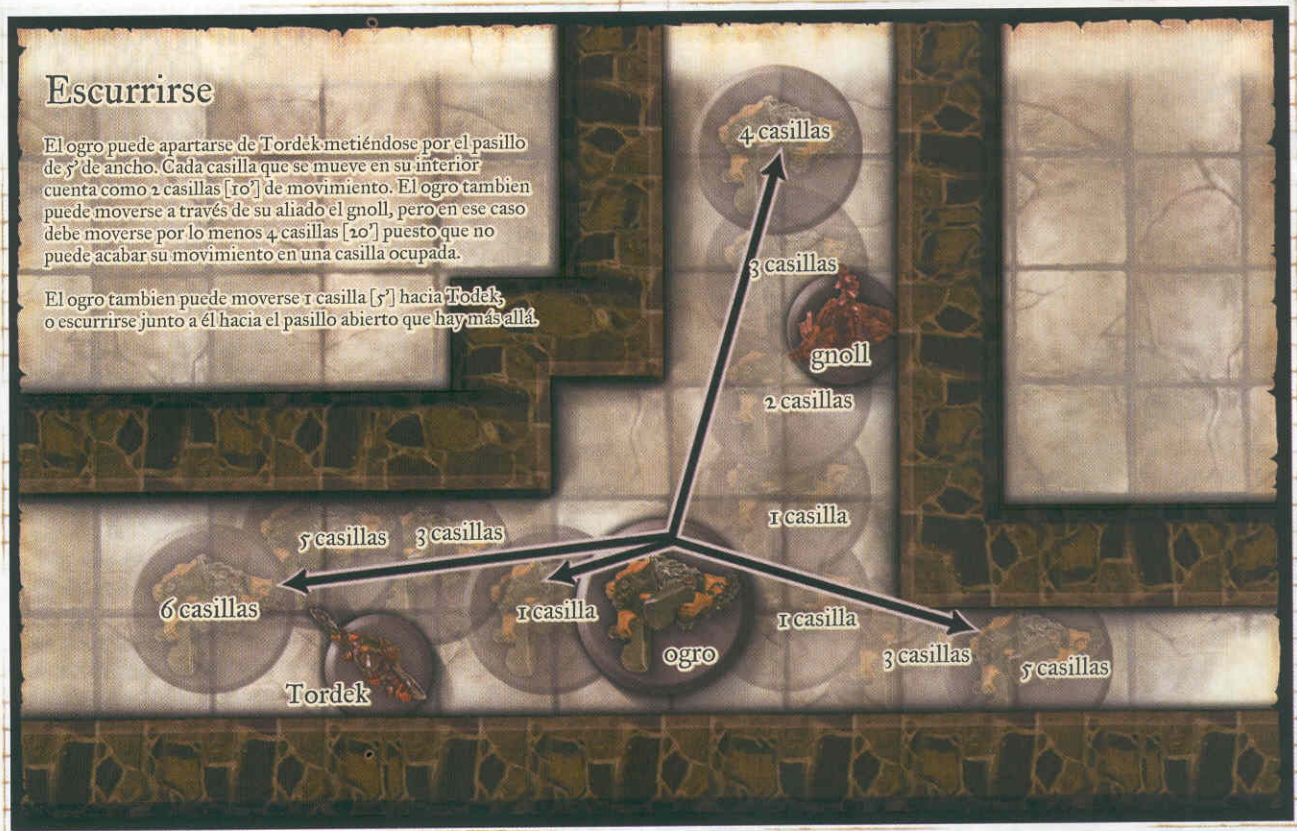 Escurrirse
El ogro puede apartarse de Tordek metiéndose por el pasillo
de 5' de ancho. Cada casilla que se mueve en su interior
cuenta como 2 casillas [10'] de movimiento. El ogro tambien
puede moverse a través de su aliado el gnoll, pero en ese caso
debe moverse por lo menos 4 casillas [20'] puesto que no
puede acabar su movimiento en una casilla ocupada.
El ogro tambien puede moverse 1 casilla [5'] hacia Todek,
o escurrirse junto a él hacia el pasillo abierto que hay más allá.
4 casillas
3 casillas
gnoll
2 casillas
1 casilla
5 casillas
3 casillas
6 casillas
1 casilla
ogro
1 casilla
3 casillas
5 casillas
Tordek